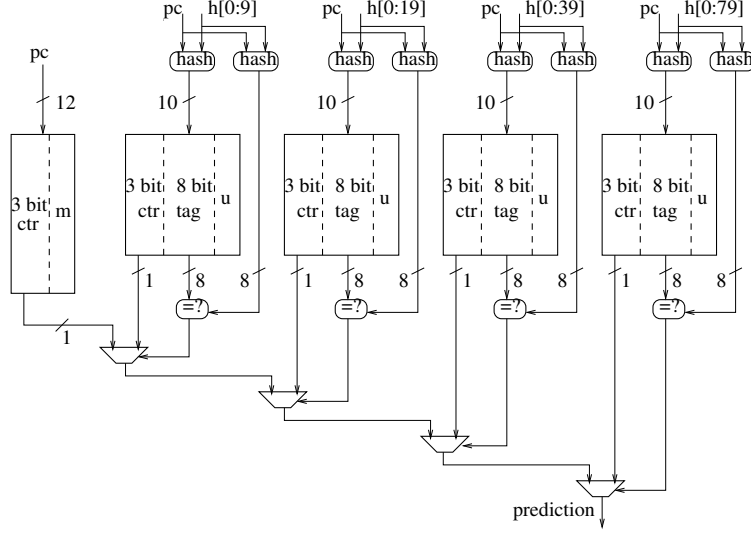 pc h[0:9] pc h[0:19] pc h[0:39] pc h[0:79]
hash hash hash hash hash hash hash hash
pc
12 10 10 10 10
3 bit ctr m
3 bit ctr 8 bit tag u
3 bit ctr 8 bit tag u
3 bit ctr 8 bit tag u
3 bit ctr 8 bit tag u
1 8 8 1 8 8 1 8 8 1 8 8
=? =? =? =?
1
prediction